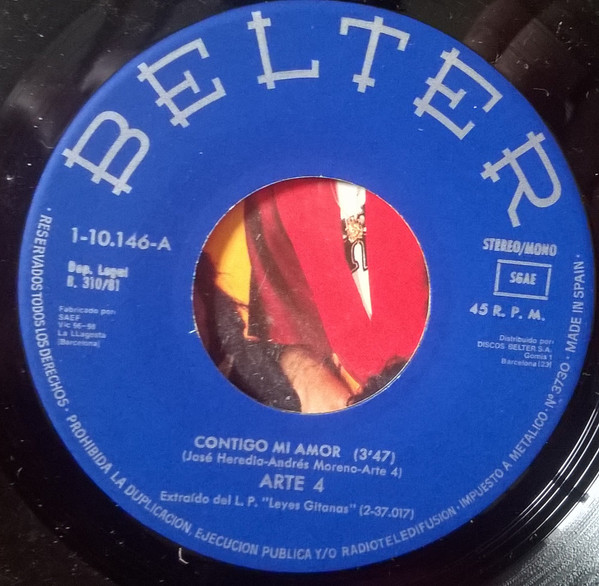 BELTER
1-10.146-A
Dep. Legal
B. 310/81
Fabricado por:
SAEF
Vic 96-98
La Llagosta
(Barcelona)
STEREO/MONO
SGAE
45 R. P. M.
Distribuido por:
DISCOS BELTER S.A.
Gomis 1
Barcelona (23)
CONTIGO MI AMOR (3'47)
(José Heredia-Andrés Moreno-Arte 4)
ARTE 4
Extraído del L. P. "Leyes Gitanas" (2-37.017)
· RESERVADOS TODOS LOS DERECHOS · PROHIBIDA LA DUPLICACION, EJECUCION PUBLICA Y/O RADIOTELEDIFUSION · IMPUESTO A METALICO · Nº 3730 · MADE IN SPAIN ·